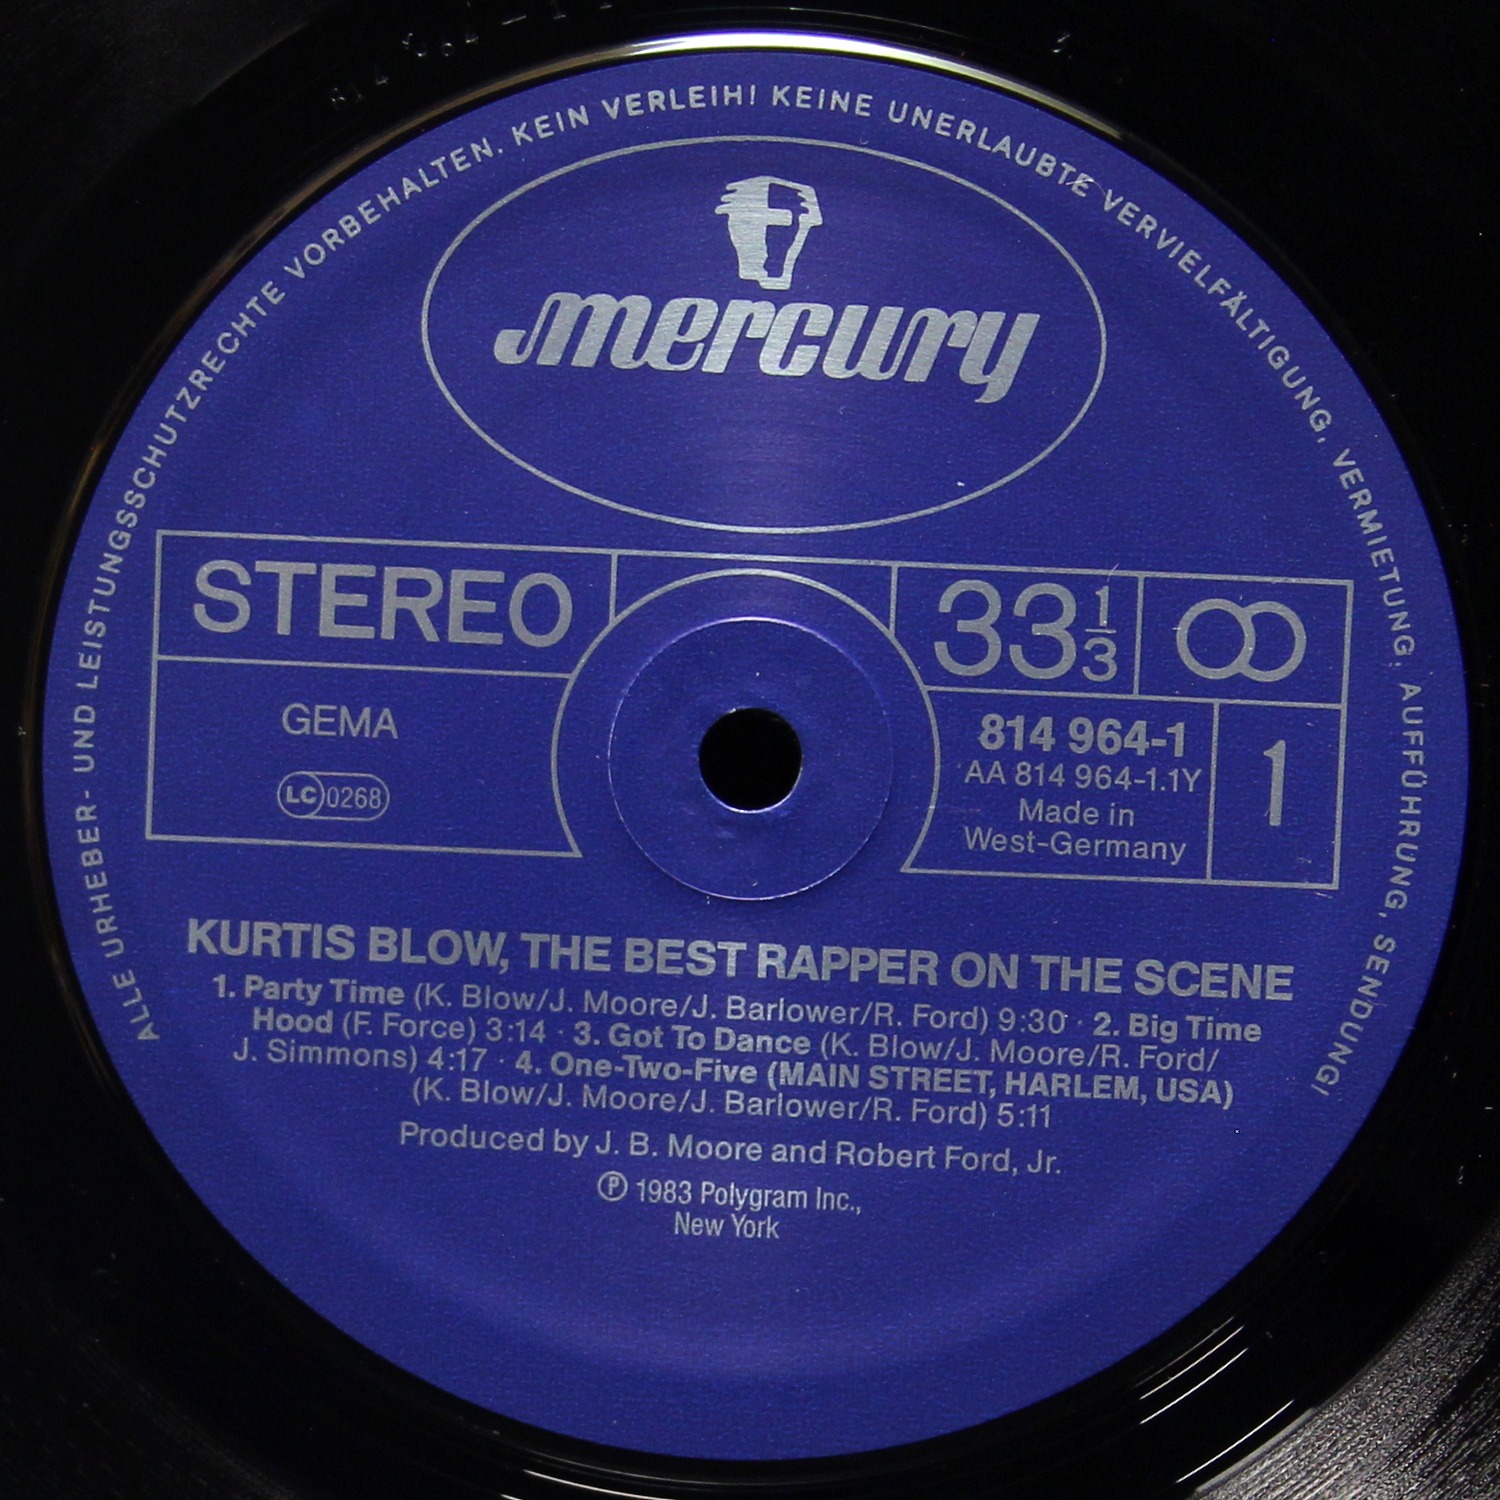 ALLE URHEBER- UND LEISTUNGSSCHUTZRECHTE VORBEHALTEN. KEIN VERLEIH! KEINE UNERLAUBTE VERVIELFÄLTIGUNG, VERMIETUNG, AUFFÜHRUNG, SENDUNG!
mercury
STEREO
33 1/3
GEMA
LC 0268
814 964-1
AA 814 964-1.1Y
Made in
West-Germany
1
KURTIS BLOW, THE BEST RAPPER ON THE SCENE
1. Party Time (K. Blow/J. Moore/J. Barlower/R. Ford) 9:30 · 2. Big Time
Hood (F. Force) 3:14 · 3. Got To Dance (K. Blow/J. Moore/R. Ford/
J. Simmons) 4:17 · 4. One-Two-Five (MAIN STREET, HARLEM, USA)
(K. Blow/J. Moore/J. Barlower/R. Ford) 5:11
Produced by J. B. Moore and Robert Ford, Jr.
Ⓟ 1983 Polygram Inc.,
New York